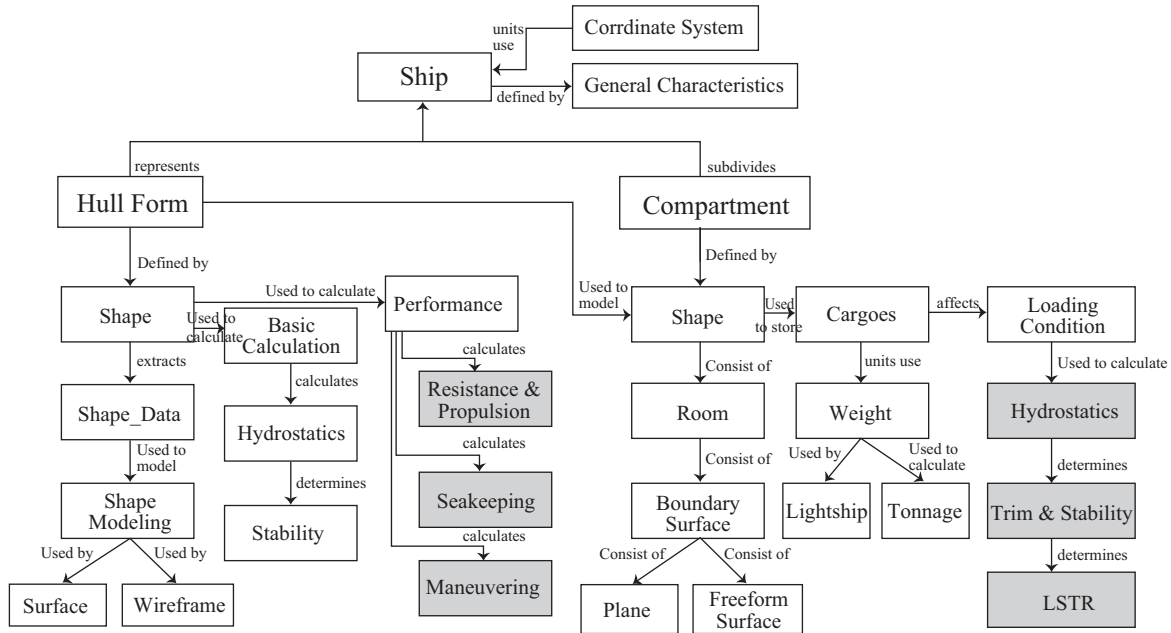 Corrdinate System
units
use
Ship
General Characteristics
defined by
represents
subdivides
Hull Form
Compartment
Defined by
Defined by
Used to calculate
Performance
Used to
model
Shape
Used to
calculate
Basic
Calculation
Shape
Used
to store
Cargoes
affects
Loading
Condition
extracts
calculates
calculates
Consist of
units use
Used to calculate
Resistance &
Propulsion
Shape_Data
Hydrostatics
Room
Weight
Hydrostatics
Used to
model
calculates
Consist of
Used by
Used to
calculate
determines
determines
Shape
Modeling
Stability
Seakeeping
Boundary
Surface
Lightship
Tonnage
Trim & Stability
Used by
Used by
calculates
Consist of
Consist of
determines
Surface
Wireframe
Maneuvering
Plane
Freeform
Surface
LSTR